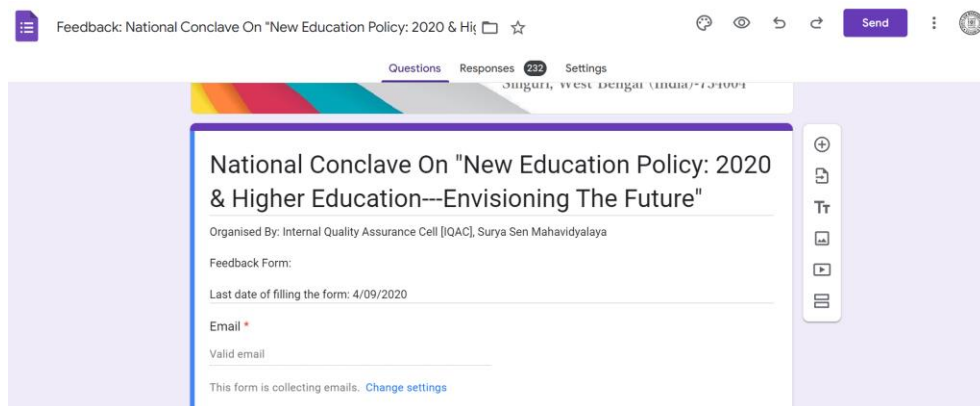 Feedback: National Conclave On "New Education Policy: 2020 & Hig
Send
Questions Responses 232 Settings
Siliguri, West Bengal (India)-734004
National Conclave On "New Education Policy: 2020
& Higher Education---Envisioning The Future"
Organised By: Internal Quality Assurance Cell [IQAC], Surya Sen Mahavidyalaya
Feedback Form:
Last date of filling the form: 4/09/2020
Email *
Valid email
This form is collecting emails. Change settings